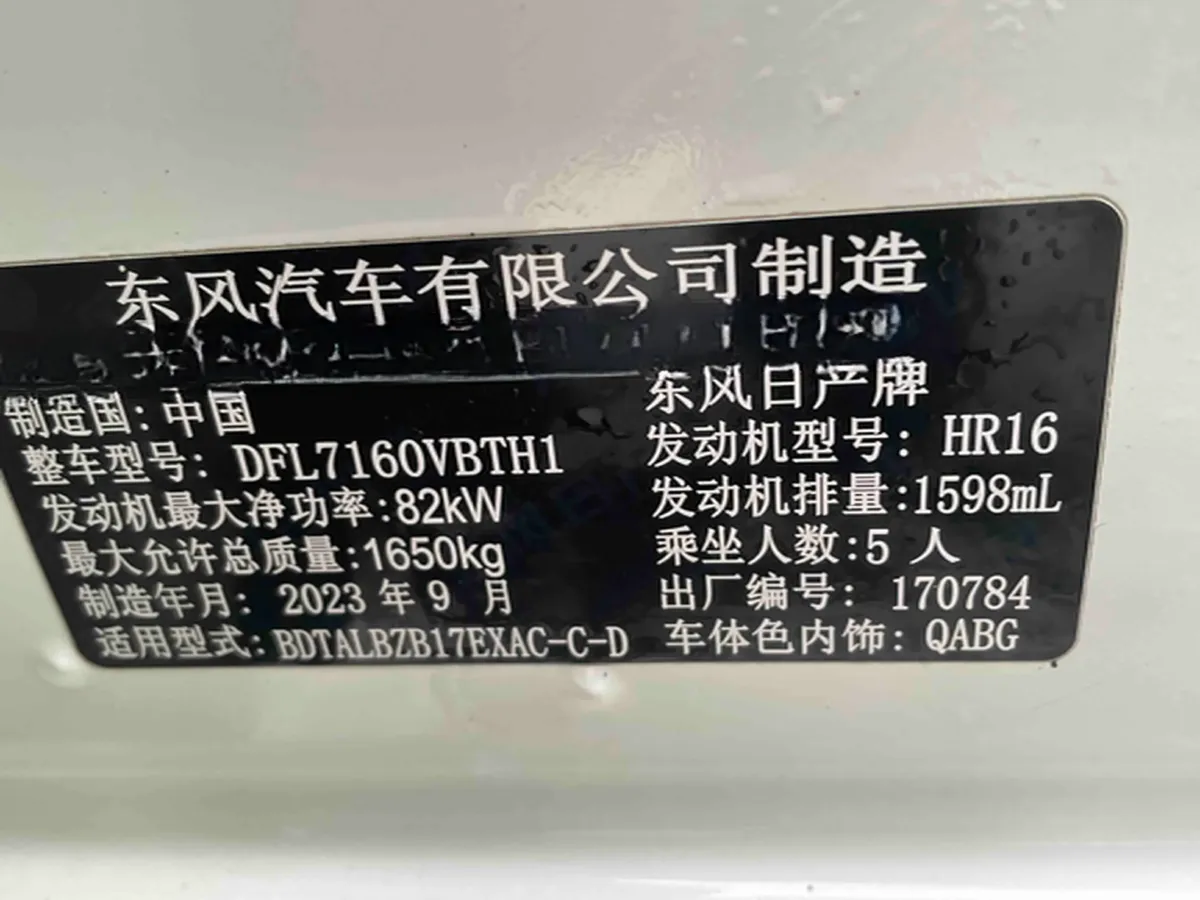 东风汽车有限公司制造
东风日产牌
制造国:中国
发动机型号: HR16
整车型号: DFL7160VBTH1
发动机排量:1598mL
发动机最大净功率:82kW
乘坐人数:5 人
最大允许总质量:1650kg
出厂编号: 170784
制造年月: 2023 年 9 月
车体色内饰: QABG
适用型式:BDTALBZB17EXAC-C-D